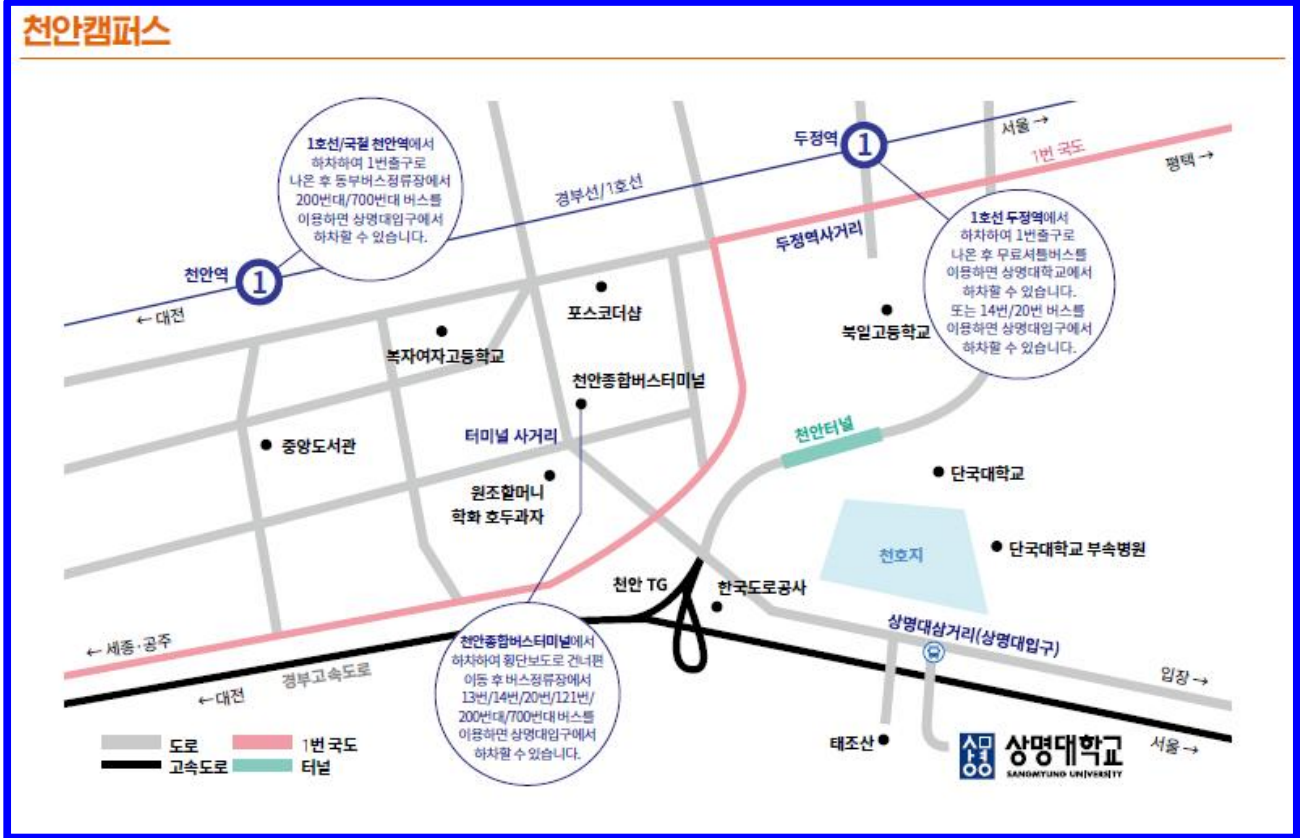 천안캠퍼스
1호선/국철 천안역에서
하차하여 1번출구로
나온 후 동부버스정류장에서
200번대/700번대 버스를
이용하면 상명대입구에서
하차할 수 있습니다.
두정역
1
서울 →
1번 국도
평택 →
경부선/1호선
1호선 두정역에서
하차하여 1번출구로
나온 후 무료셔틀버스를
이용하면 상명대학교에서
하차할 수 있습니다.
또는 14번/20번 버스를
이용하면 상명대입구에서
하차할 수 있습니다.
두정역사거리
천안역
1
← 대전
포스코더샵
북일고등학교
복자여자고등학교
천안종합버스터미널
터미널 사거리
천안터널
중앙도서관
단국대학교
원조할머니
학화 호두과자
천호지
단국대학교 부속병원
천안 TG
한국도로공사
상명대삼거리(상명대입구)
← 세종·공주
천안종합버스터미널에서
하차하여 횡단보도로 건너편
이동 후 버스정류장에서
13번/14번/20번/121번/
200번대/700번대 버스를
이용하면 상명대입구에서
하차할 수 있습니다.
경부고속도로
← 대전
입장 →
도로
1번 국도
고속도로
터널
태조산
상명
상명대학교
SANGMYUNG UNIVERSITY
서울 →